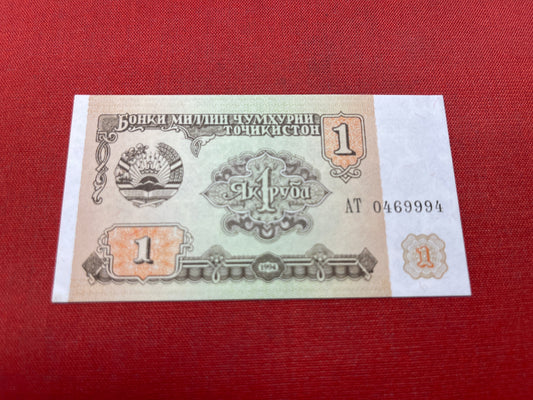 БОНКИ МИЛЛИИ ҶУМҲУРИИ
ТОҶИКИСТОН
1
1
ЯК РУБЛ
АТ 0469994
1
1994